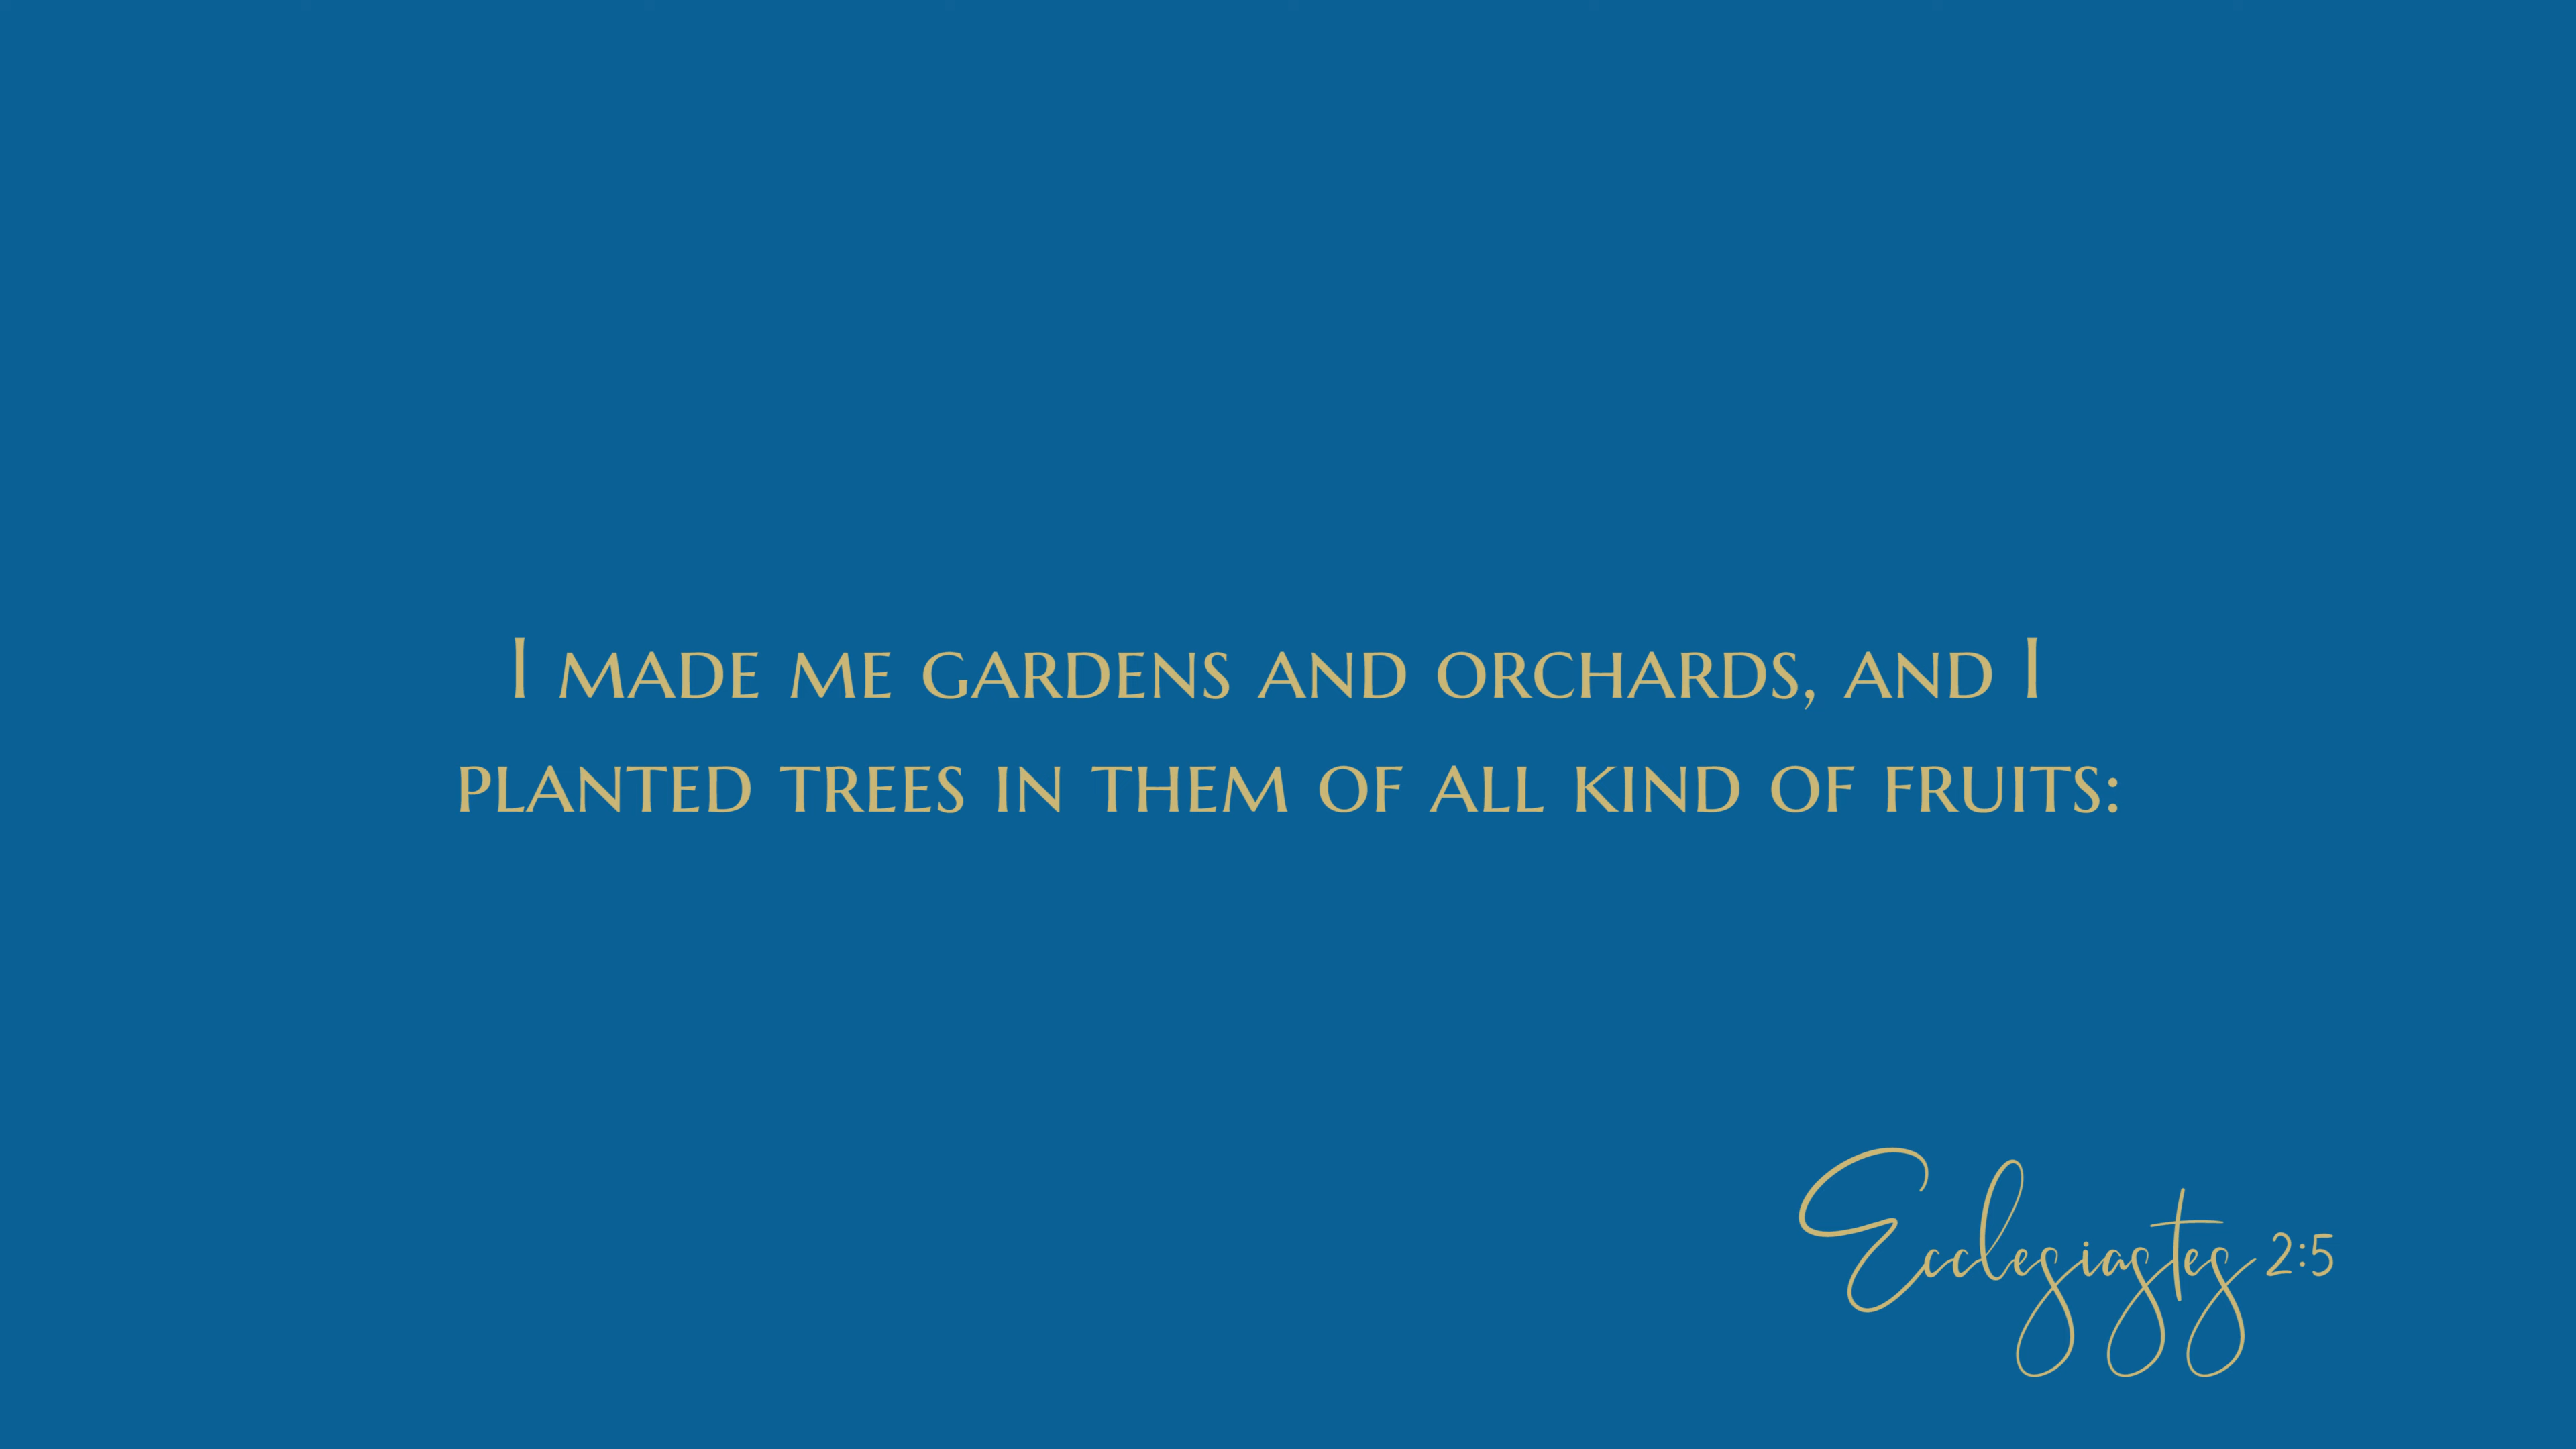 I made me gardens and orchards, and I
planted trees in them of all kind of fruits:
Ecclesiastes 2:5